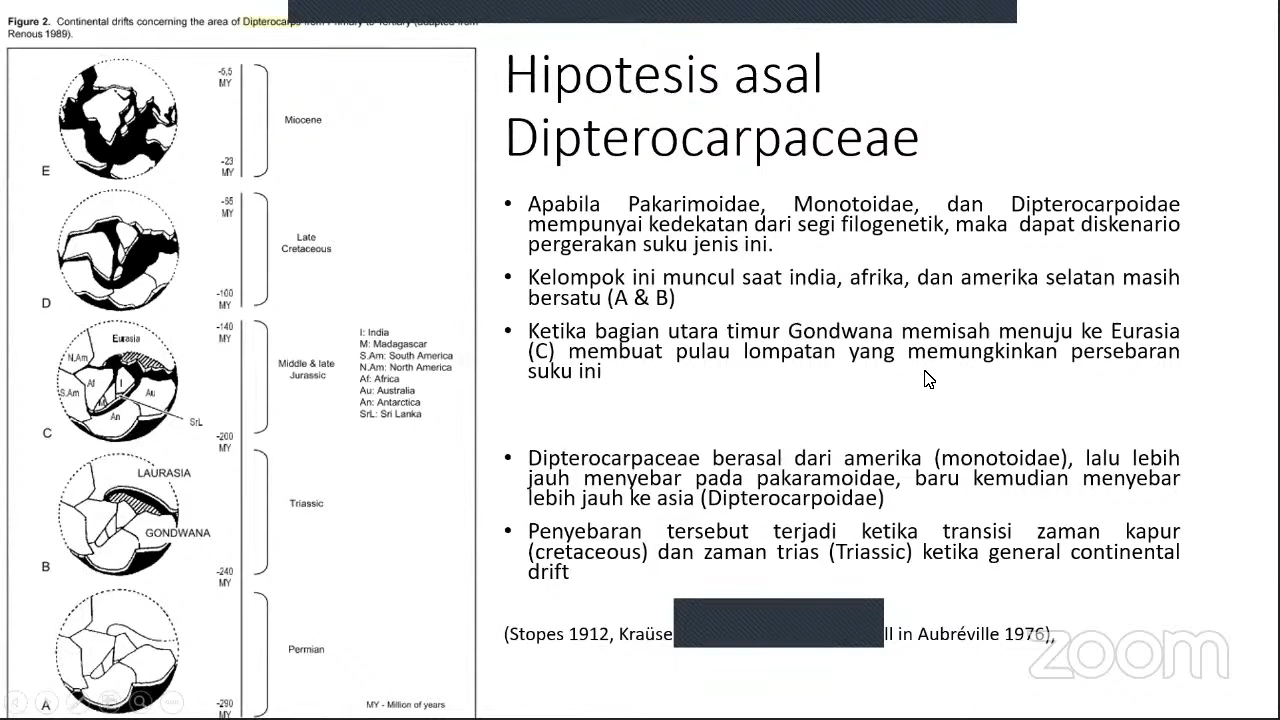 Figure 2. Continental drifts concerning the area of Dipterocarps from Primary to Tertiary (adapted from
Renous 1989).
-5,5
MY
Miocene
-23
MY
E
-65
MY
Late
Cretaceous
-100
MY
D
-140
MY
Eurasia
N.Am
S.Am
Af
I
M
Au
An
SrL
Middle & late
Jurassic
I: India
M: Madagascar
S.Am: South America
N.Am: North America
Af: Africa
Au: Australia
An: Antarctica
SrL: Sri Lanka
C
-200
MY
LAURASIA
Triassic
GONDWANA
B
-240
MY
Permian
A
-290
MY
MY - Million of years
Hipotesis asal
Dipterocarpaceae
• Apabila Pakarimoidae, Monotoidae, dan Dipterocarpoidae
mempunyai kedekatan dari segi filogenetik, maka dapat diskenario
pergerakan suku jenis ini.
• Kelompok ini muncul saat india, afrika, dan amerika selatan masih
bersatu (A & B)
• Ketika bagian utara timur Gondwana memisah menuju ke Eurasia
(C) membuat pulau lompatan yang memungkinkan persebaran
suku ini
• Dipterocarpaceae berasal dari amerika (monotoidae), lalu lebih
jauh menyebar pada pakaramoidae, baru kemudian menyebar
lebih jauh ke asia (Dipterocarpoidae)
• Penyebaran tersebut terjadi ketika transisi zaman kapur
(cretaceous) dan zaman trias (Triassic) ketika general continental
drift
(Stopes 1912, Kraüse ll in Aubréville 1976),
zoom